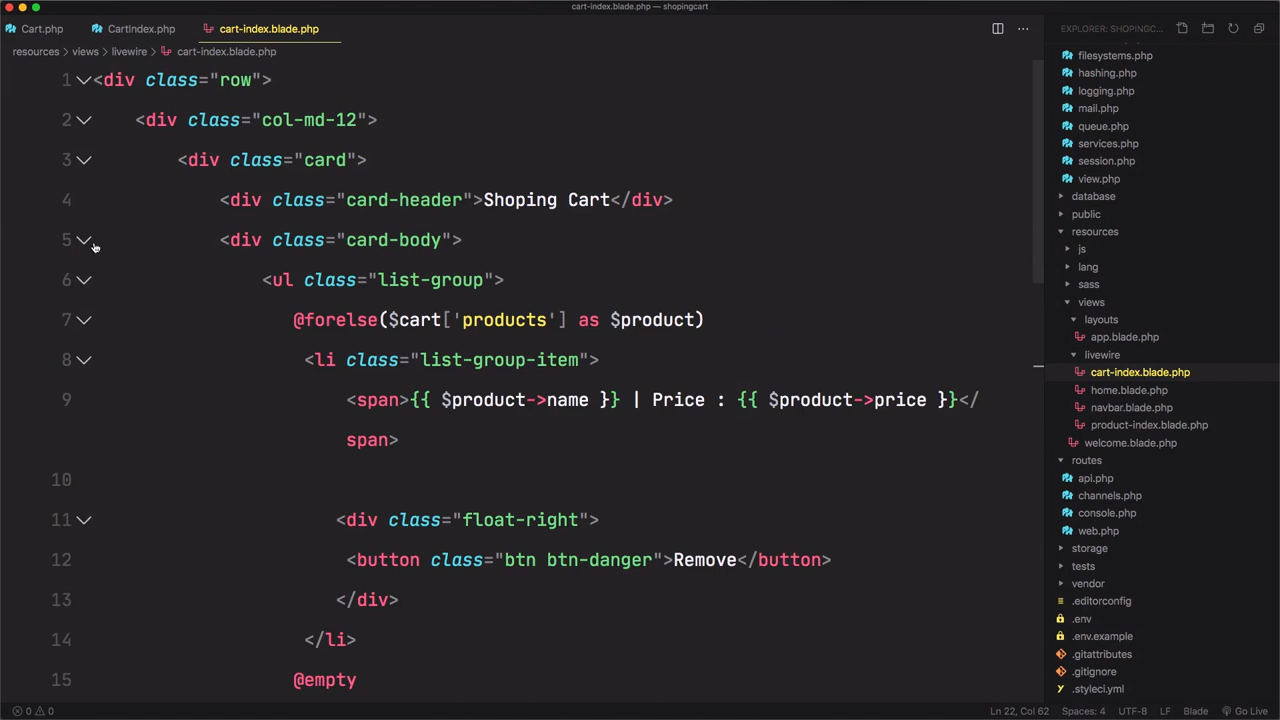 cart-index.blade.php — shopingcart
Cart.php
CartIndex.php
cart-index.blade.php
EXPLORER: SHOPINGC...
resources › views › livewire › cart-index.blade.php
1 <div class="row">
2 <div class="col-md-12">
3 <div class="card">
4 <div class="card-header">Shoping Cart</div>
5 <div class="card-body">
6 <ul class="list-group">
7 @forelse($cart['products'] as $product)
8 <li class="list-group-item">
9 <span>{{ $product->name }} | Price : {{ $product->price }}</
span>
10
11 <div class="float-right">
12 <button class="btn btn-danger">Remove</button>
13 </div>
14 </li>
15 @empty
filesystems.php
hashing.php
logging.php
mail.php
queue.php
services.php
session.php
view.php
database
public
resources
js
lang
sass
views
layouts
app.blade.php
livewire
cart-index.blade.php
home.blade.php
navbar.blade.php
product-index.blade.php
welcome.blade.php
routes
api.php
channels.php
console.php
web.php
storage
tests
vendor
.editorconfig
.env
.env.example
.gitattributes
.gitignore
.styleci.yml
0 0
Ln 22, Col 62 Spaces: 4 UTF-8 LF Blade Go Live